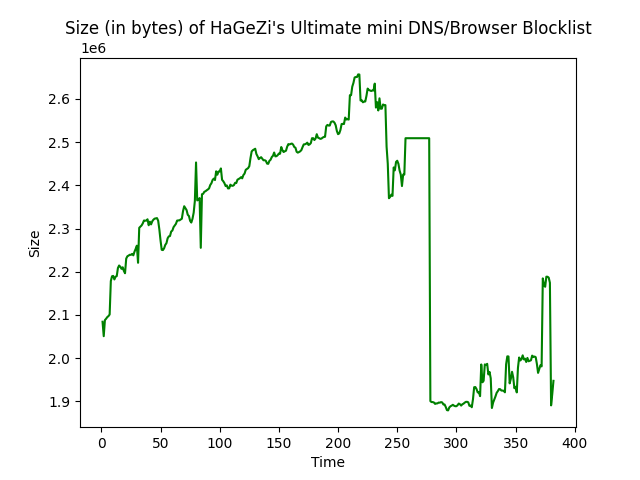 Size (in bytes) of HaGeZi's Ultimate mini DNS/Browser Blocklist
1e6
2.6
2.5
2.4
2.3
2.2
2.1
2.0
1.9
Size
0 50 100 150 200 250 300 350 400
Time